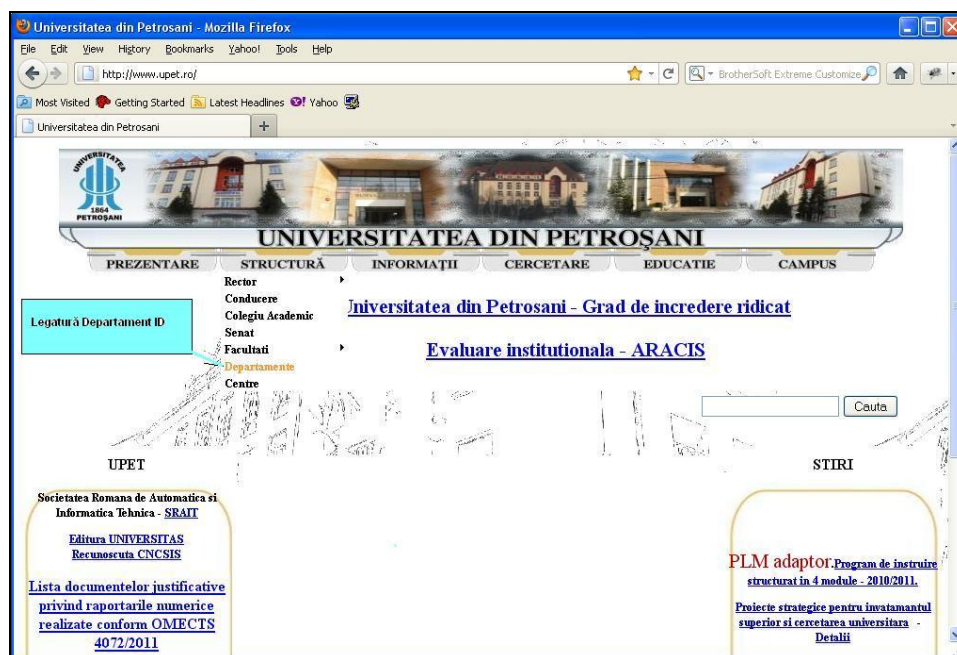 Universitatea din Petrosani - Mozilla Firefox
File Edit View History Bookmarks Yahoo! Tools Help
http://www.upet.ro/
BrotherSoft Extreme Customize
Most Visited Getting Started Latest Headlines Yahoo
Universitatea din Petrosani
UNIVERSITATEA
1864
PETROŞANI
UNIVERSITATEA DIN PETROŞANI
PREZENTARE STRUCTURĂ INFORMAŢII CERCETARE EDUCATIE CAMPUS
Rector
Conducere
Colegiu Academic
Senat
Facultati
Departamente
Centre
Legatură Departament ID
Universitatea din Petrosani - Grad de incredere ridicat
Evaluare institutionala - ARACIS
Cauta
UPET
Societatea Romana de Automatica si
Informatica Tehnica - SRAIT
Editura UNIVERSITAS
Recunoscuta CNCSIS
Lista documentelor justificative
privind raportarile numerice
realizate conform OMECTS
4072/2011
STIRI
PLM adaptor.Program de instruire
structurat in 4 module - 2010/2011.
Proiecte strategice pentru invatamantul
superior si cercetarea universitara -
Detalii